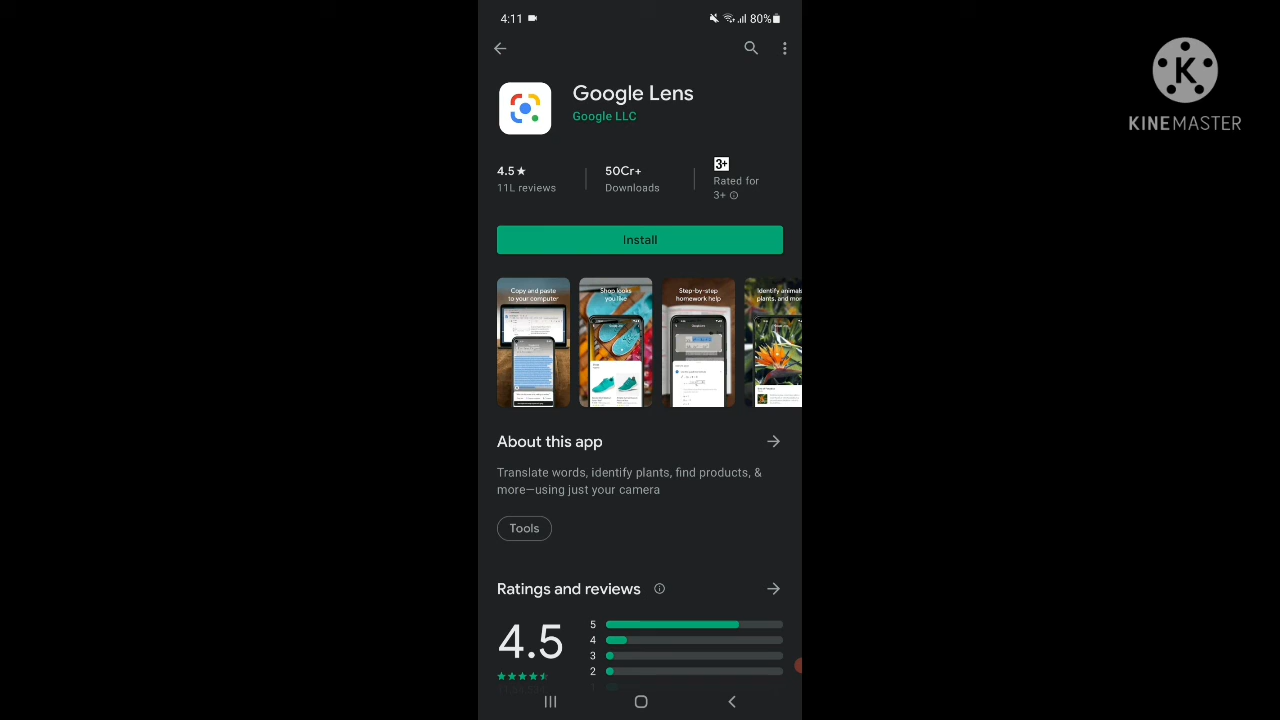 4:11
80%
KINEMASTER
Google Lens
Google LLC
4.5★
11L reviews
50Cr+
Downloads
3+
Rated for
3+
Install
Copy and paste
to your computer
Shop looks
you like
Step-by-step
homework help
Identify animals,
plants, and more
About this app
Translate words, identify plants, find products, &
more—using just your camera
Tools
Ratings and reviews
4.5
5
4
3
2